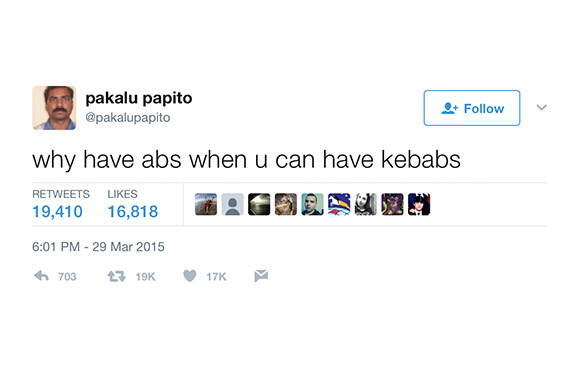 pakalu papito
@pakalupapito
Follow
why have abs when u can have kebabs
RETWEETS LIKES
19,410 16,818
6:01 PM - 29 Mar 2015
703 19K 17K